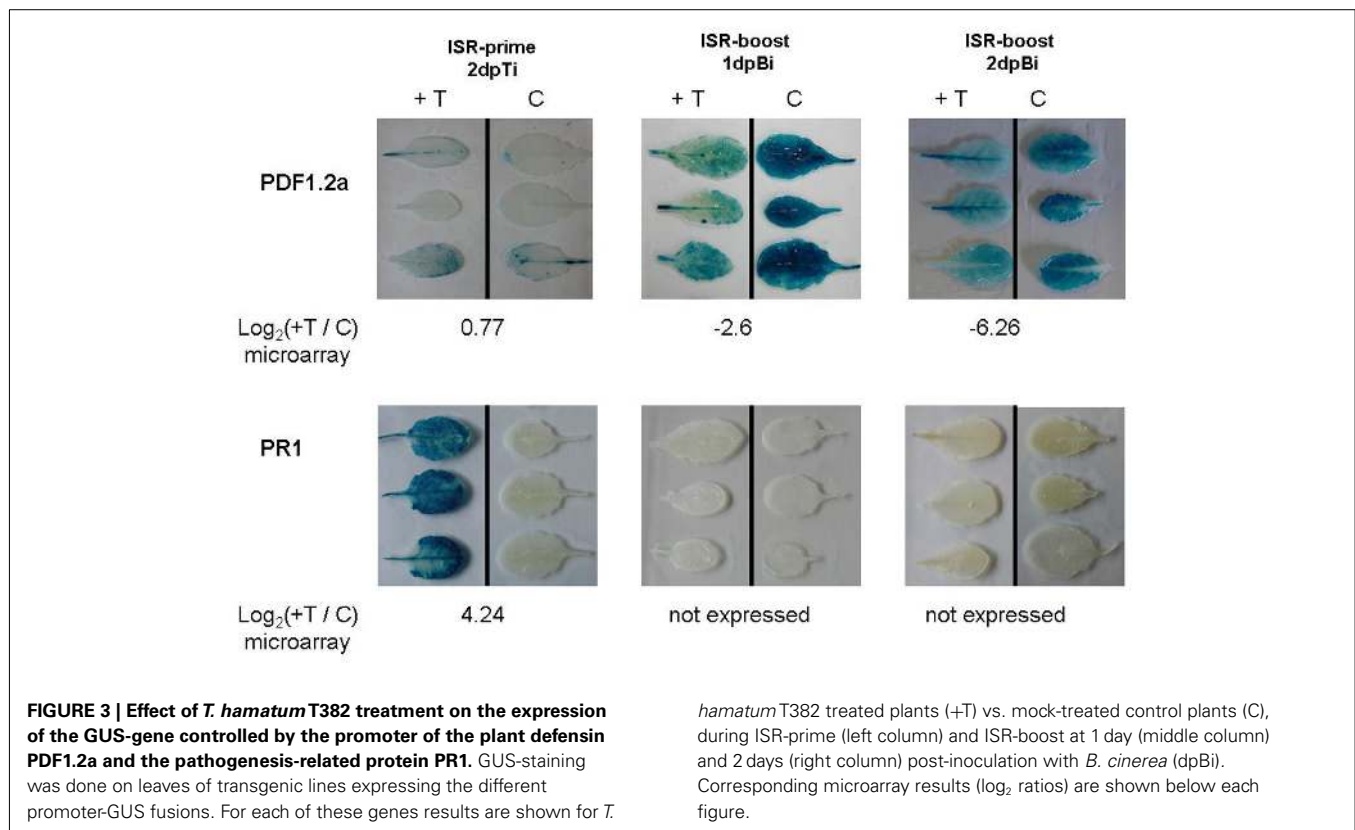 ISR-prime
2dpTi
ISR-boost
1dpBi
ISR-boost
2dpBi
+ T C
+ T C
+ T C
PDF1.2a
Log₂(+T / C)
microarray
0.77
-2.6
-6.26
PR1
Log₂(+T / C)
microarray
4.24
not expressed
not expressed
FIGURE 3 | Effect of T. hamatum T382 treatment on the expression
of the GUS-gene controlled by the promoter of the plant defensin
PDF1.2a and the pathogenesis-related protein PR1. GUS-staining
was done on leaves of transgenic lines expressing the different
promoter-GUS fusions. For each of these genes results are shown for T.
hamatum T382 treated plants (+T) vs. mock-treated control plants (C),
during ISR-prime (left column) and ISR-boost at 1 day (middle column)
and 2 days (right column) post-inoculation with B. cinerea (dpBi).
Corresponding microarray results (log₂ ratios) are shown below each
figure.